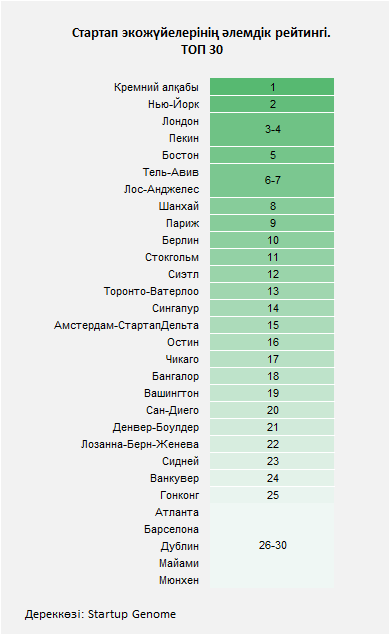 Стартап экожүйелерінің әлемдік рейтингі.
ТОП 30
Кремний алқабы 1
Нью-Йорк 2
Лондон
3-4
Пекин
Бостон 5
Тель-Авив
6-7
Лос-Анджелес
Шанхай 8
Париж 9
Берлин 10
Стокгольм 11
Сиэтл 12
Торонто-Ватерлоо 13
Сингапур 14
Амстердам-СтартапДельта 15
Остин 16
Чикаго 17
Бангалор 18
Вашингтон 19
Сан-Диего 20
Денвер-Боулдер 21
Лозанна-Берн-Женева 22
Сидней 23
Ванкувер 24
Гонконг 25
Атланта
Барселона
Дублин 26-30
Майами
Мюнхен
Дереккөзі: Startup Genome